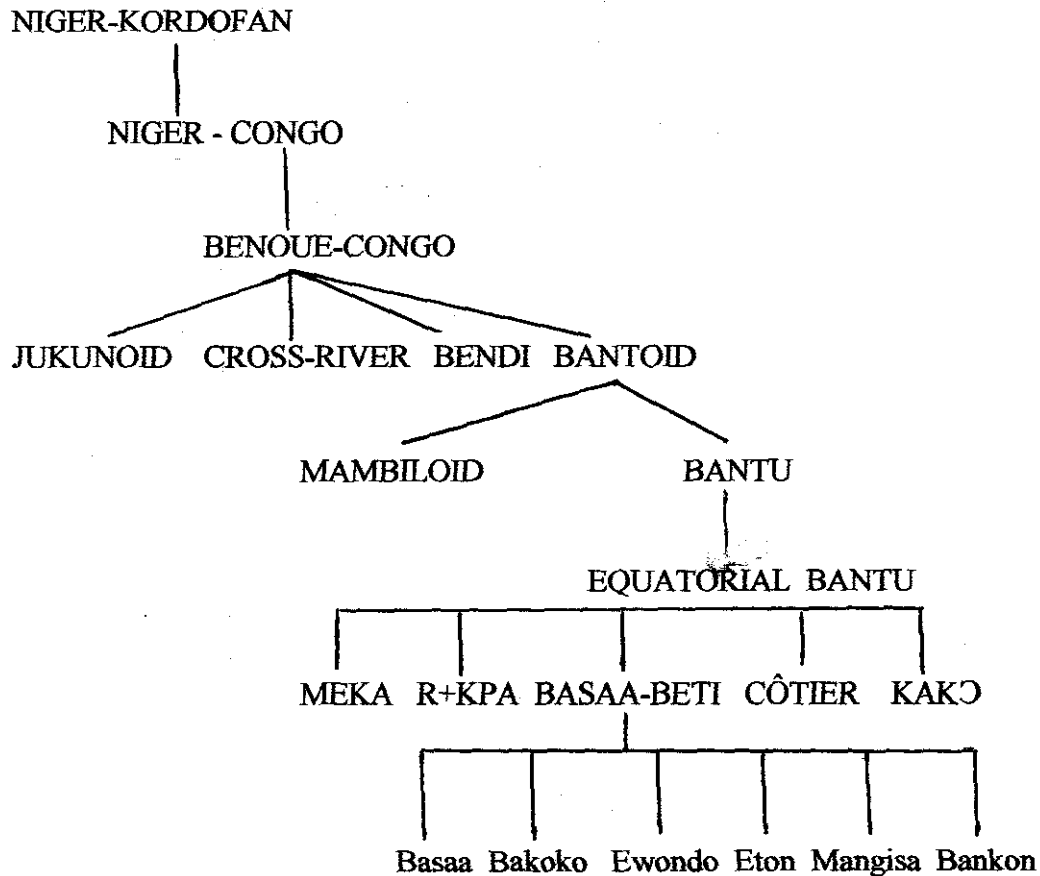 NIGER-KORDOFAN
NIGER - CONGO
BENOUE-CONGO
JUKUNOID CROSS-RIVER BENDI BANTOID
MAMBILOID BANTU
EQUATORIAL BANTU
MEKA R+KPA BASAA-BETI CÔTIER KAKƆ
Basaa Bakoko Ewondo Eton Mangisa Bankon